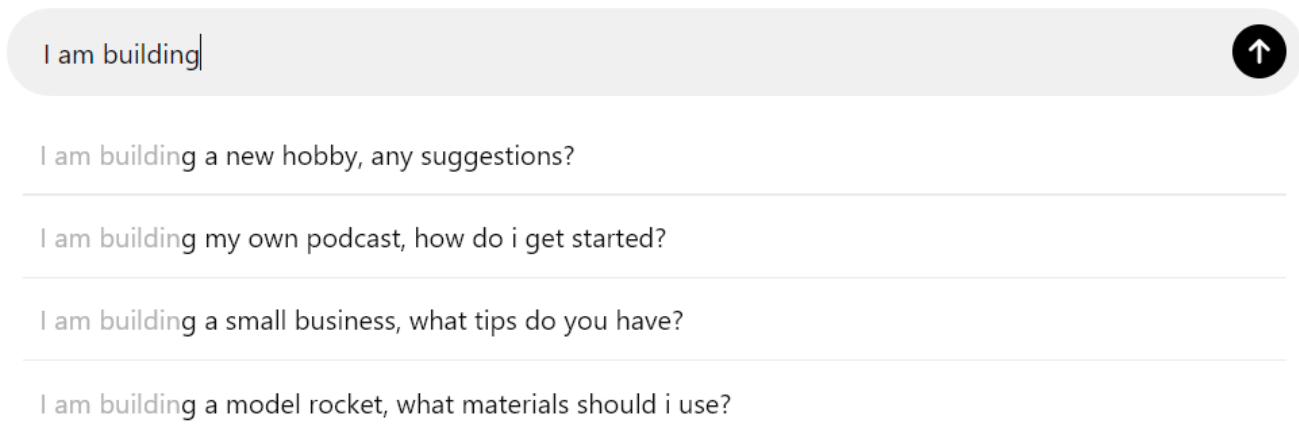 I am building
I am building a new hobby, any suggestions?
I am building my own podcast, how do i get started?
I am building a small business, what tips do you have?
I am building a model rocket, what materials should i use?